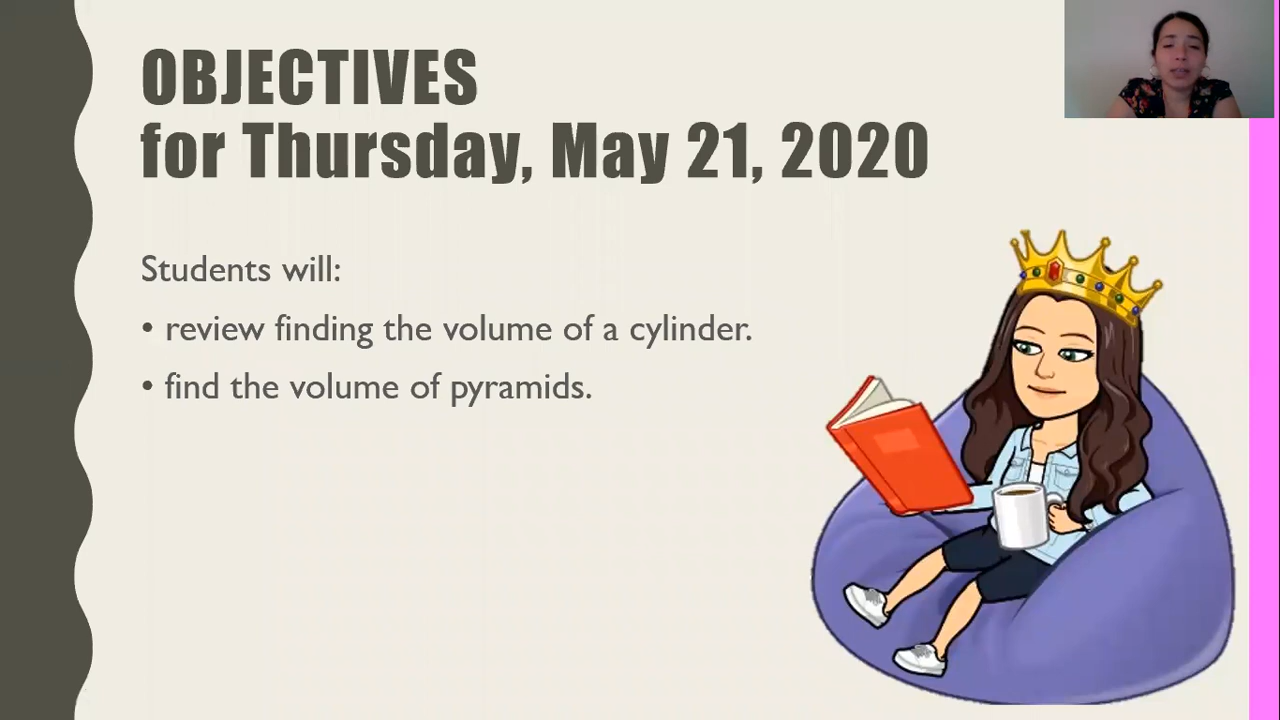 OBJECTIVES
for Thursday, May 21, 2020
Students will:
• review finding the volume of a cylinder.
• find the volume of pyramids.